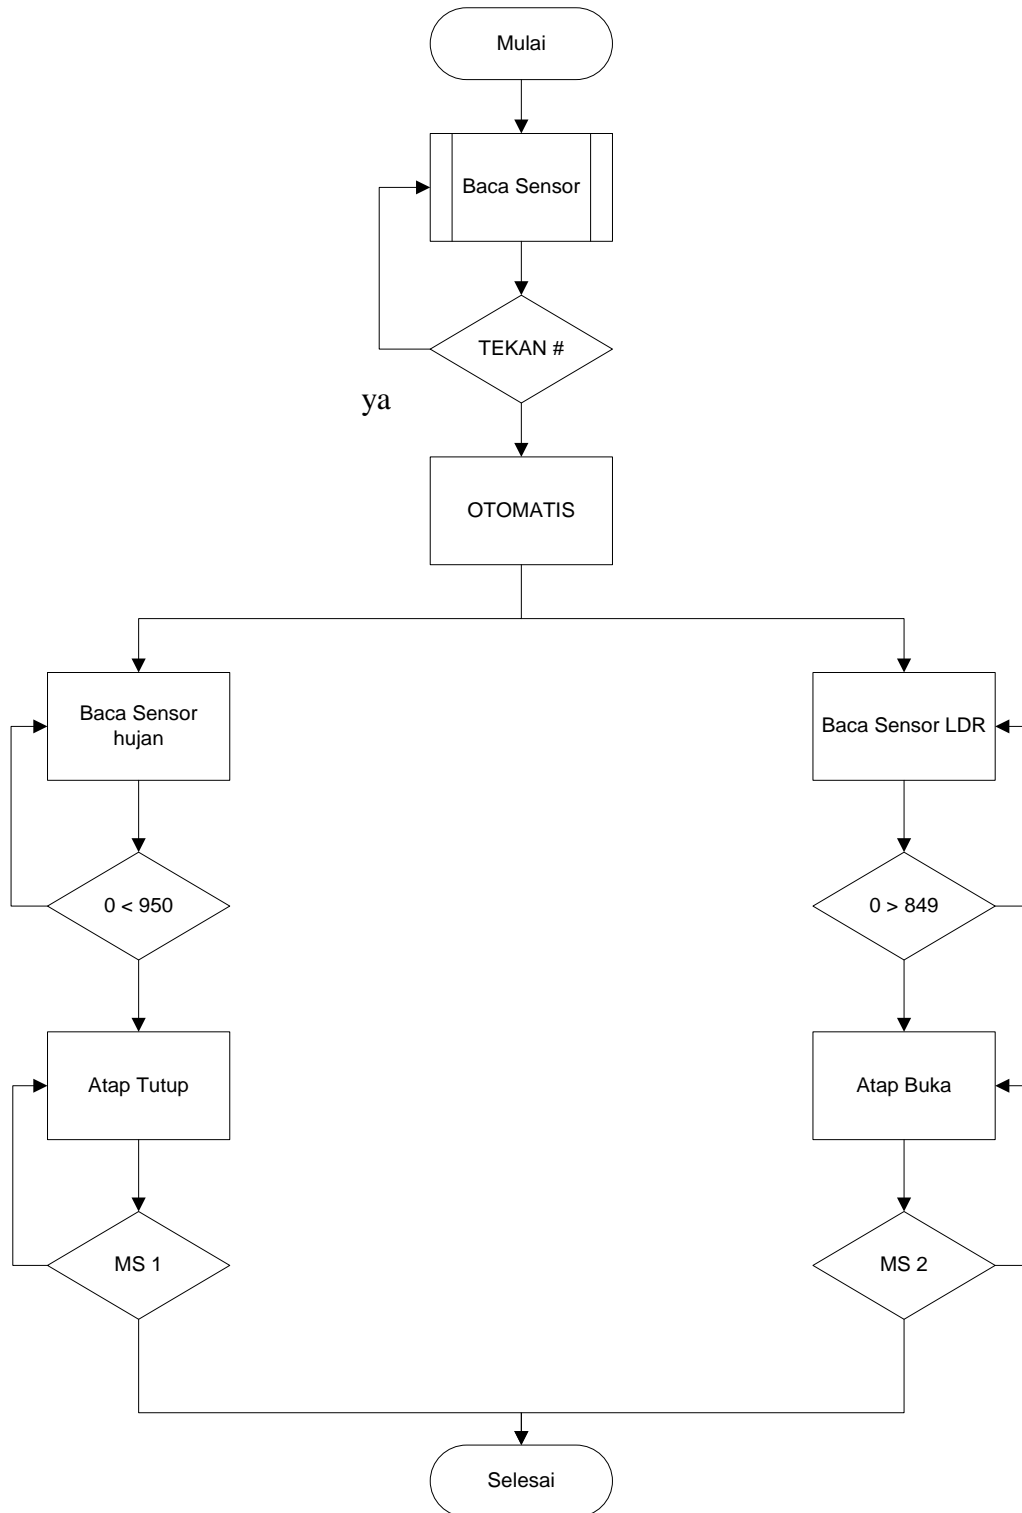 Mulai
Baca Sensor
TEKAN #
ya
OTOMATIS
Baca Sensor
hujan
Baca Sensor LDR
0 < 950
0 > 849
Atap Tutup
Atap Buka
MS 1
MS 2
Selesai